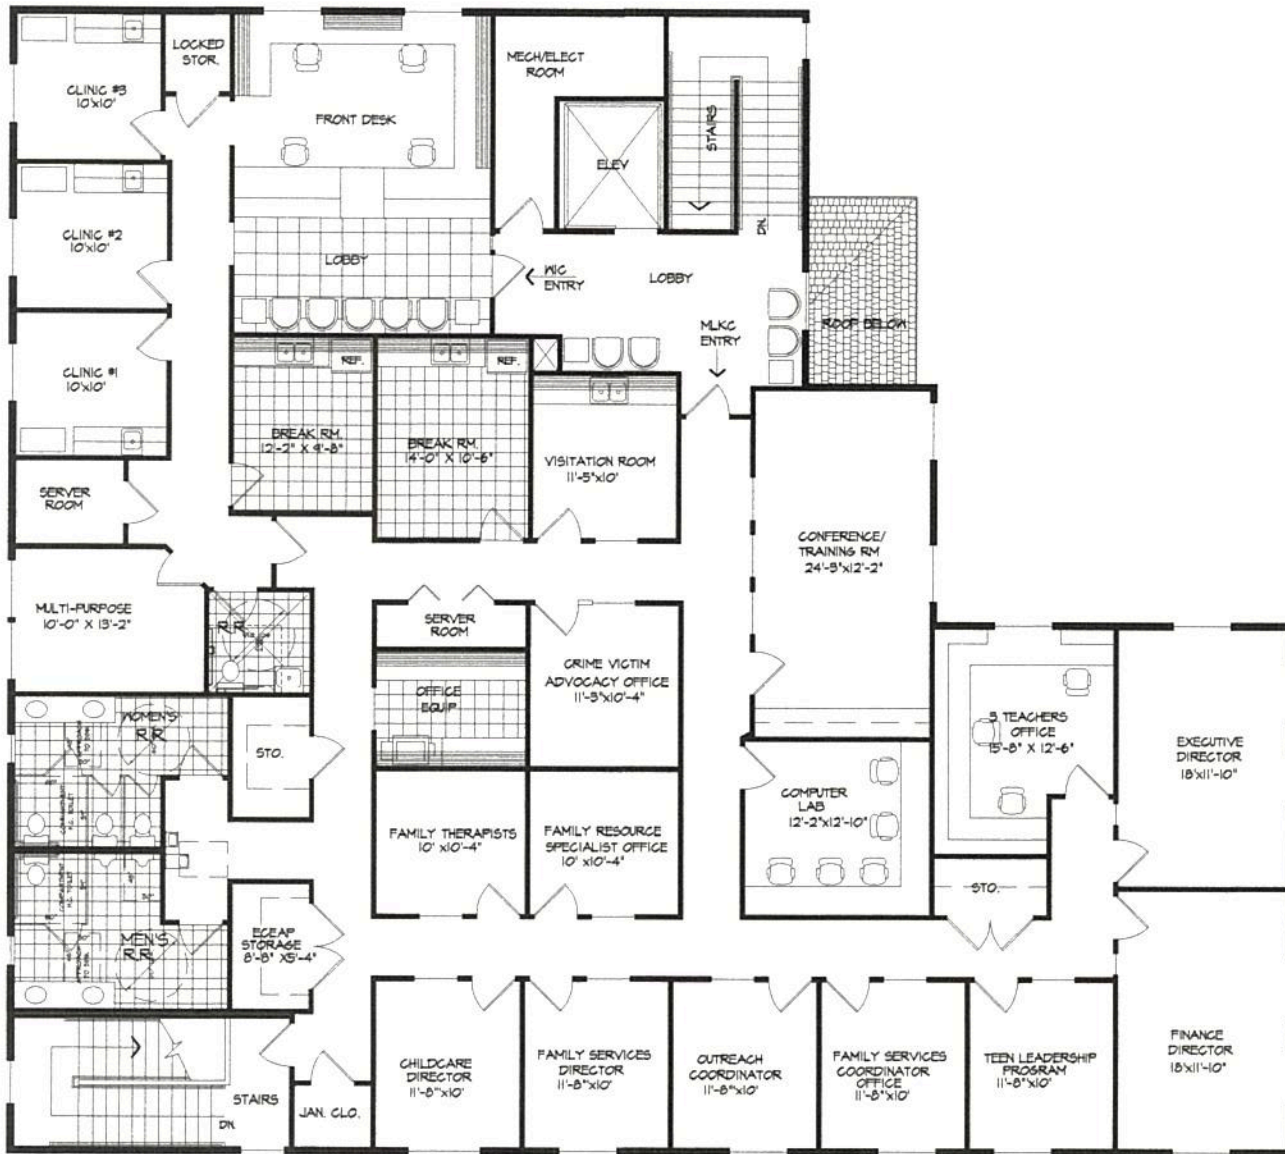 LOCKED
STOR.
CLINIC #3
10'x10'
FRONT DESK
MECH/ELECT
ROOM
STAIRS
ELEV
DN.
CLINIC #2
10'x10'
LOBBY
WIC
ENTRY
LOBBY
MLKC
ENTRY
ROOF BELOW
CLINIC #1
10'x10'
REF.
REF.
BREAK RM.
12'-2" X 9'-8"
BREAK RM.
14'-0" X 10'-6"
VISITATION ROOM
11'-5"x10'
SERVER
ROOM
CONFERENCE/
TRAINING RM
24'-5"x12'-2"
MULTI-PURPOSE
10'-0" X 13'-2"
R.R.
SERVER
ROOM
CRIME VICTIM
ADVOCACY OFFICE
11'-5"x10'-4"
OFFICE
EQUIP
WOMEN'S
R.R.
STO.
3 TEACHERS
OFFICE
15'-8" X 12'-6"
EXECUTIVE
DIRECTOR
18'x11'-10"
COMPUTER
LAB
12'-2"x12'-10"
FAMILY THERAPISTS
10' x10'-4"
FAMILY RESOURCE
SPECIALIST OFFICE
10' x10'-4"
STO.
MEN'S
R.R.
ECEAP
STORAGE
8'-8" X5'-4"
CHILDCARE
DIRECTOR
11'-8"x10'
FAMILY SERVICES
DIRECTOR
11'-8"x10'
OUTREACH
COORDINATOR
11'-8"x10'
FAMILY SERVICES
COORDINATOR
OFFICE
11'-8"x10'
TEEN LEADERSHIP
PROGRAM
11'-8"x10'
FINANCE
DIRECTOR
18'x11'-10"
STAIRS
DN.
JAN. CLO.